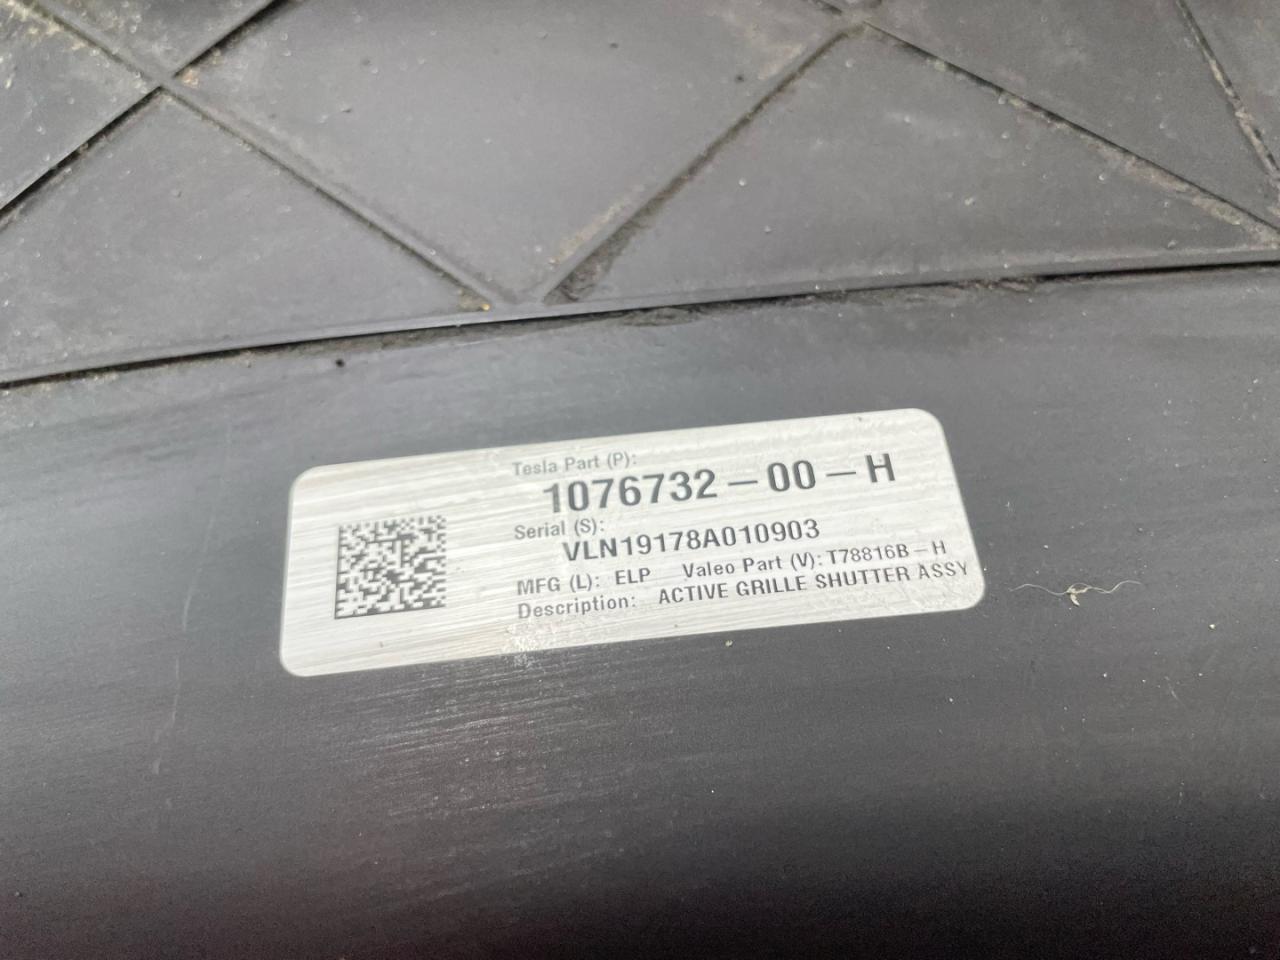 Tesla Part (P):
1076732-00-H
Serial (S):
VLN19178A010903
MFG (L): ELP Valeo Part (V): T78816B-H
Description: ACTIVE GRILLE SHUTTER ASSY